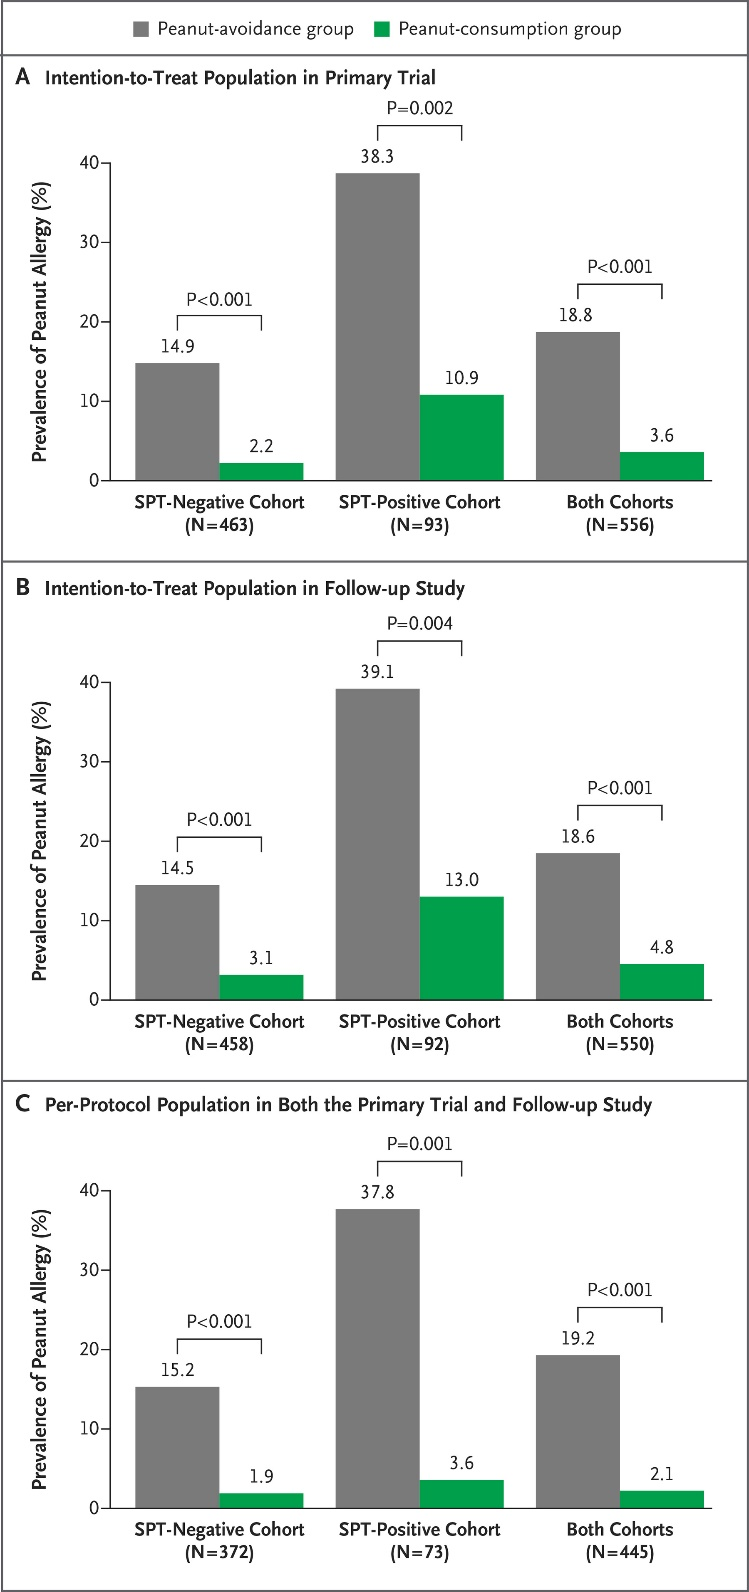 Peanut-avoidance group Peanut-consumption group
A Intention-to-Treat Population in Primary Trial
Prevalence of Peanut Allergy (%)
40
30
20
10
0
P<0.001
14.9
2.2
P=0.002
38.3
10.9
P<0.001
18.8
3.6
SPT-Negative Cohort
(N=463)
SPT-Positive Cohort
(N=93)
Both Cohorts
(N=556)
B Intention-to-Treat Population in Follow-up Study
Prevalence of Peanut Allergy (%)
40
30
20
10
0
P<0.001
14.5
3.1
P=0.004
39.1
13.0
P<0.001
18.6
4.8
SPT-Negative Cohort
(N=458)
SPT-Positive Cohort
(N=92)
Both Cohorts
(N=550)
C Per-Protocol Population in Both the Primary Trial and Follow-up Study
Prevalence of Peanut Allergy (%)
40
30
20
10
0
P<0.001
15.2
1.9
P=0.001
37.8
3.6
P<0.001
19.2
2.1
SPT-Negative Cohort
(N=372)
SPT-Positive Cohort
(N=73)
Both Cohorts
(N=445)